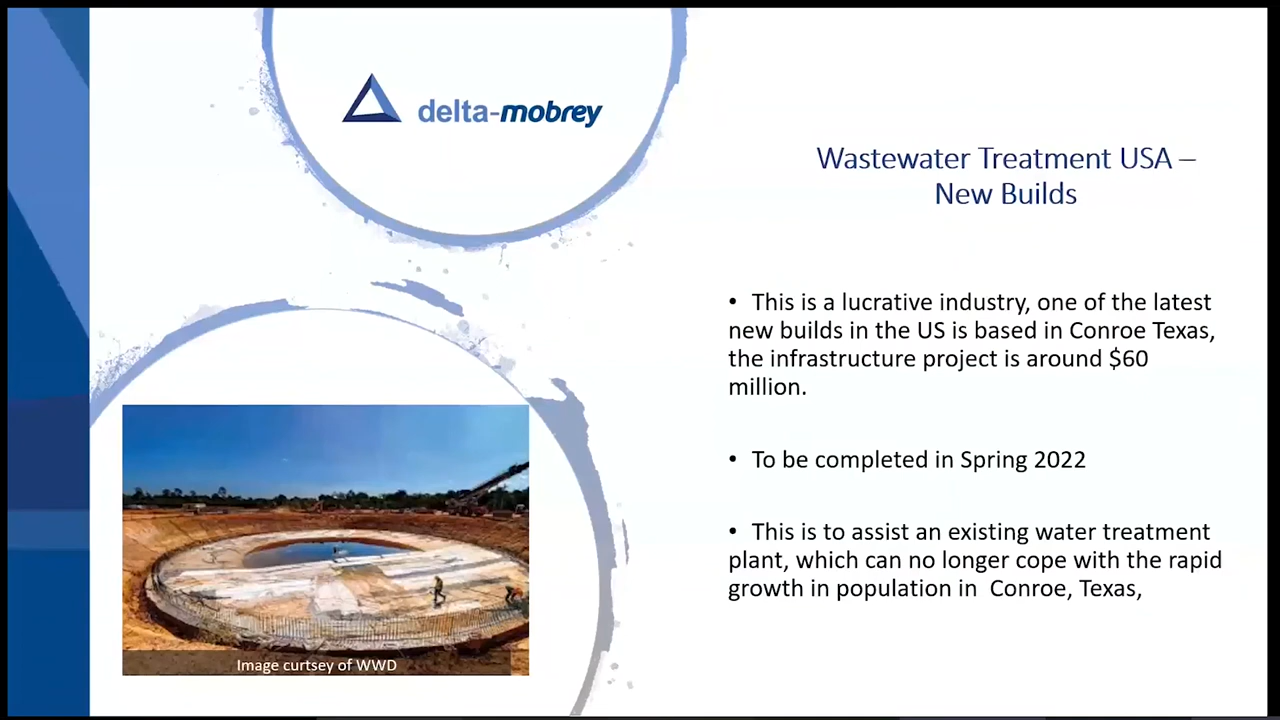 delta-mobrey
Wastewater Treatment USA –
New Builds
• This is a lucrative industry, one of the latest
new builds in the US is based in Conroe Texas,
the infrastructure project is around $60
million.
• To be completed in Spring 2022
• This is to assist an existing water treatment
plant, which can no longer cope with the rapid
growth in population in  Conroe, Texas,
Image curtsey of WWD